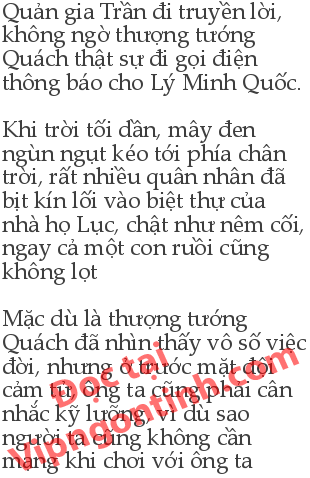 Quản gia Trần đi truyền lời,
không ngờ thượng tướng
Quách thật sự đi gọi điện
thông báo cho Lý Minh Quốc.
Khi trời tối dần, mây đen
ngùn ngụt kéo tới phía chân
trời, rất nhiều quân nhân đã
bịt kín lối vào biệt thự của
nhà họ Lục, chật như nêm cối,
ngay cả một con ruồi cũng
không lọt
Mặc dù là thượng tướng
Quách đã nhìn thấy vô số việc
đời, nhưng ở trước mặt đội
cảm tử, ông ta cũng phải cân
nhắc kỹ lưỡng, vì dù sao
người ta cũng không cần
mạng khi chơi với ông ta
Đọc tại
Vipngontinh.com